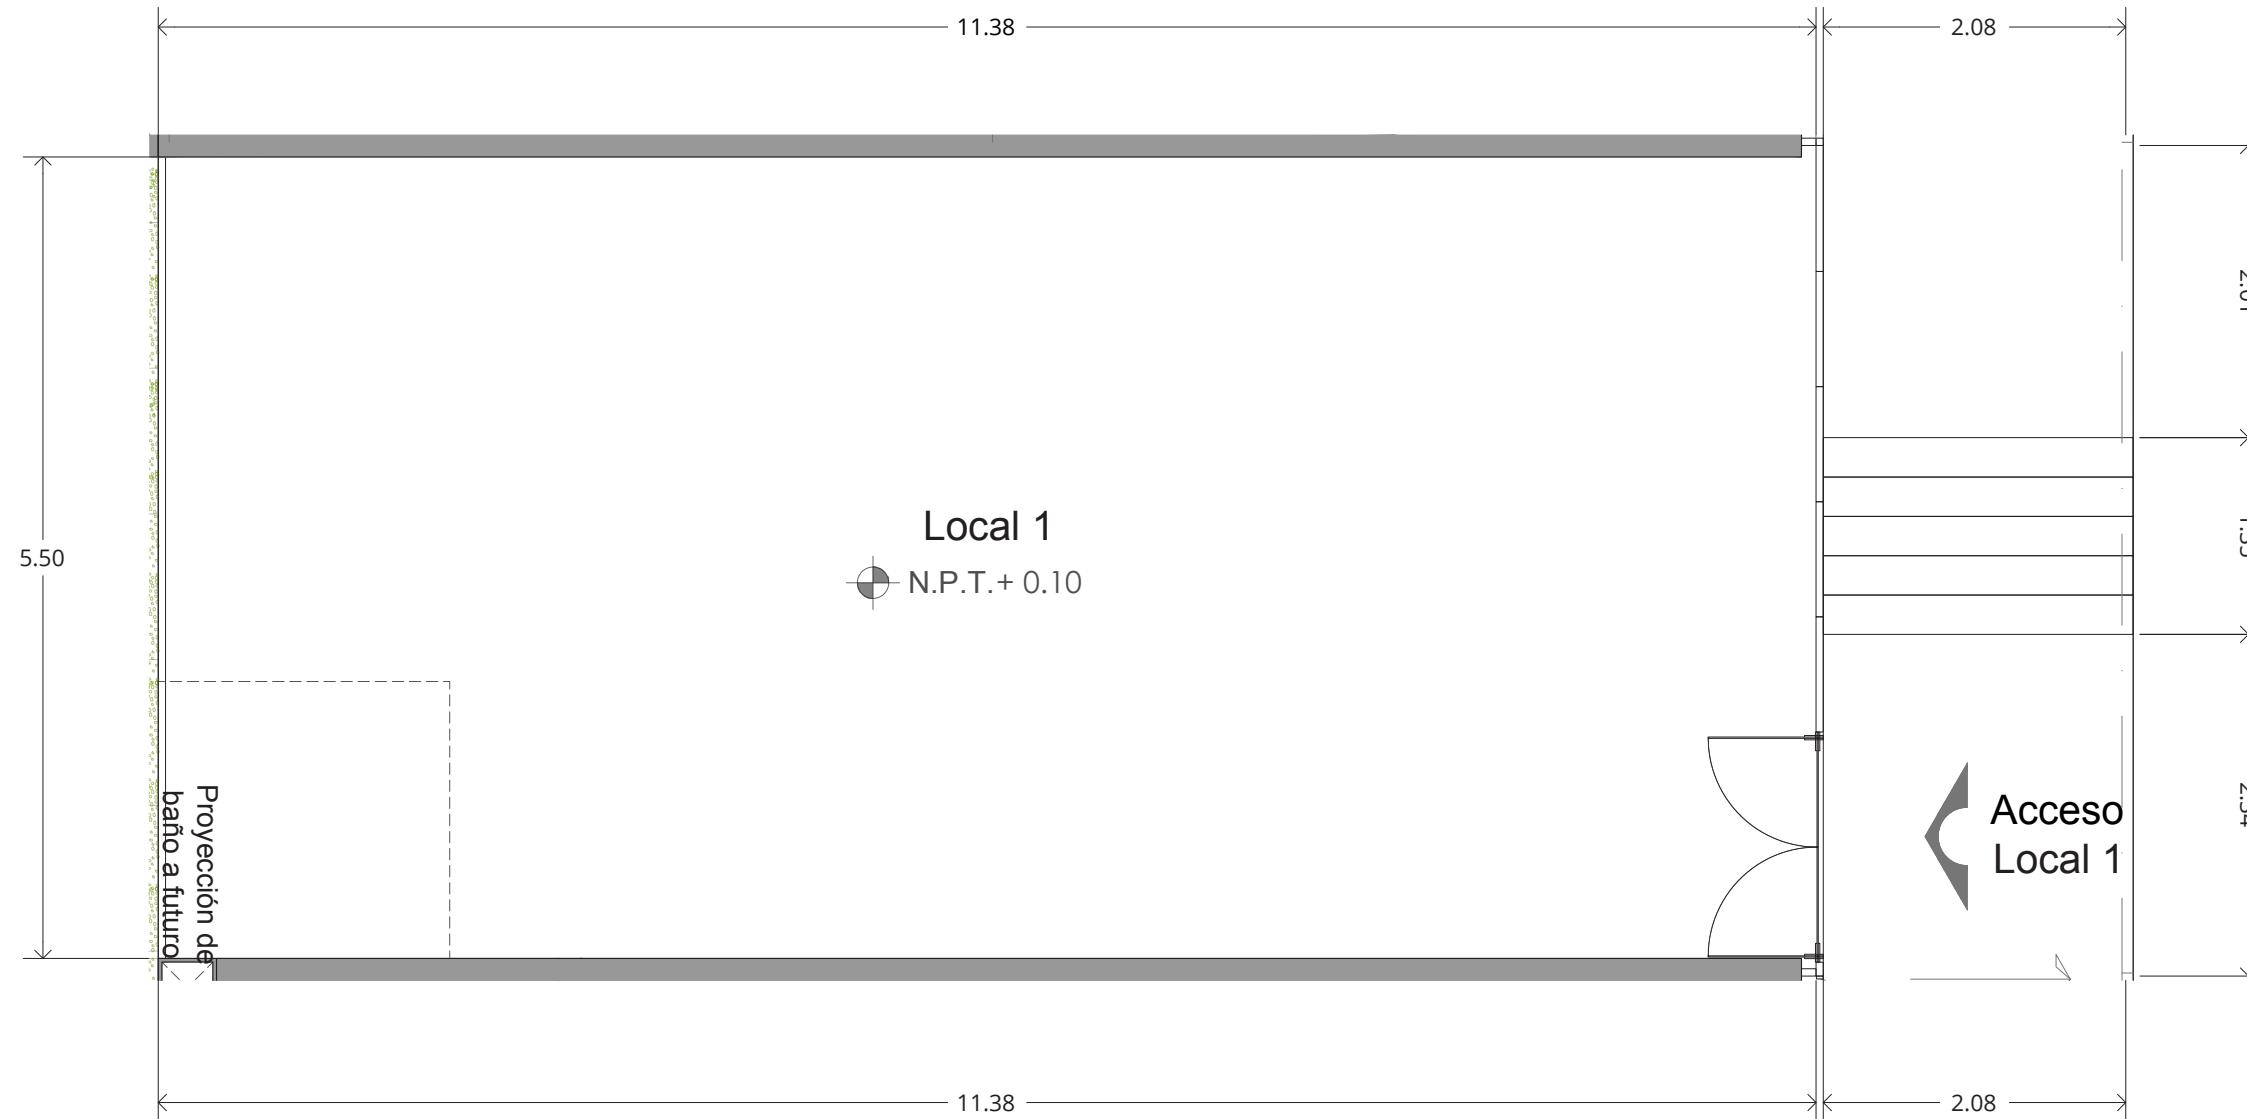 11.38
2.08
5.50
Local 1
N.P.T.+ 0.10
Proyección de
baño a futuro
Acceso
Local 1
11.38
2.08